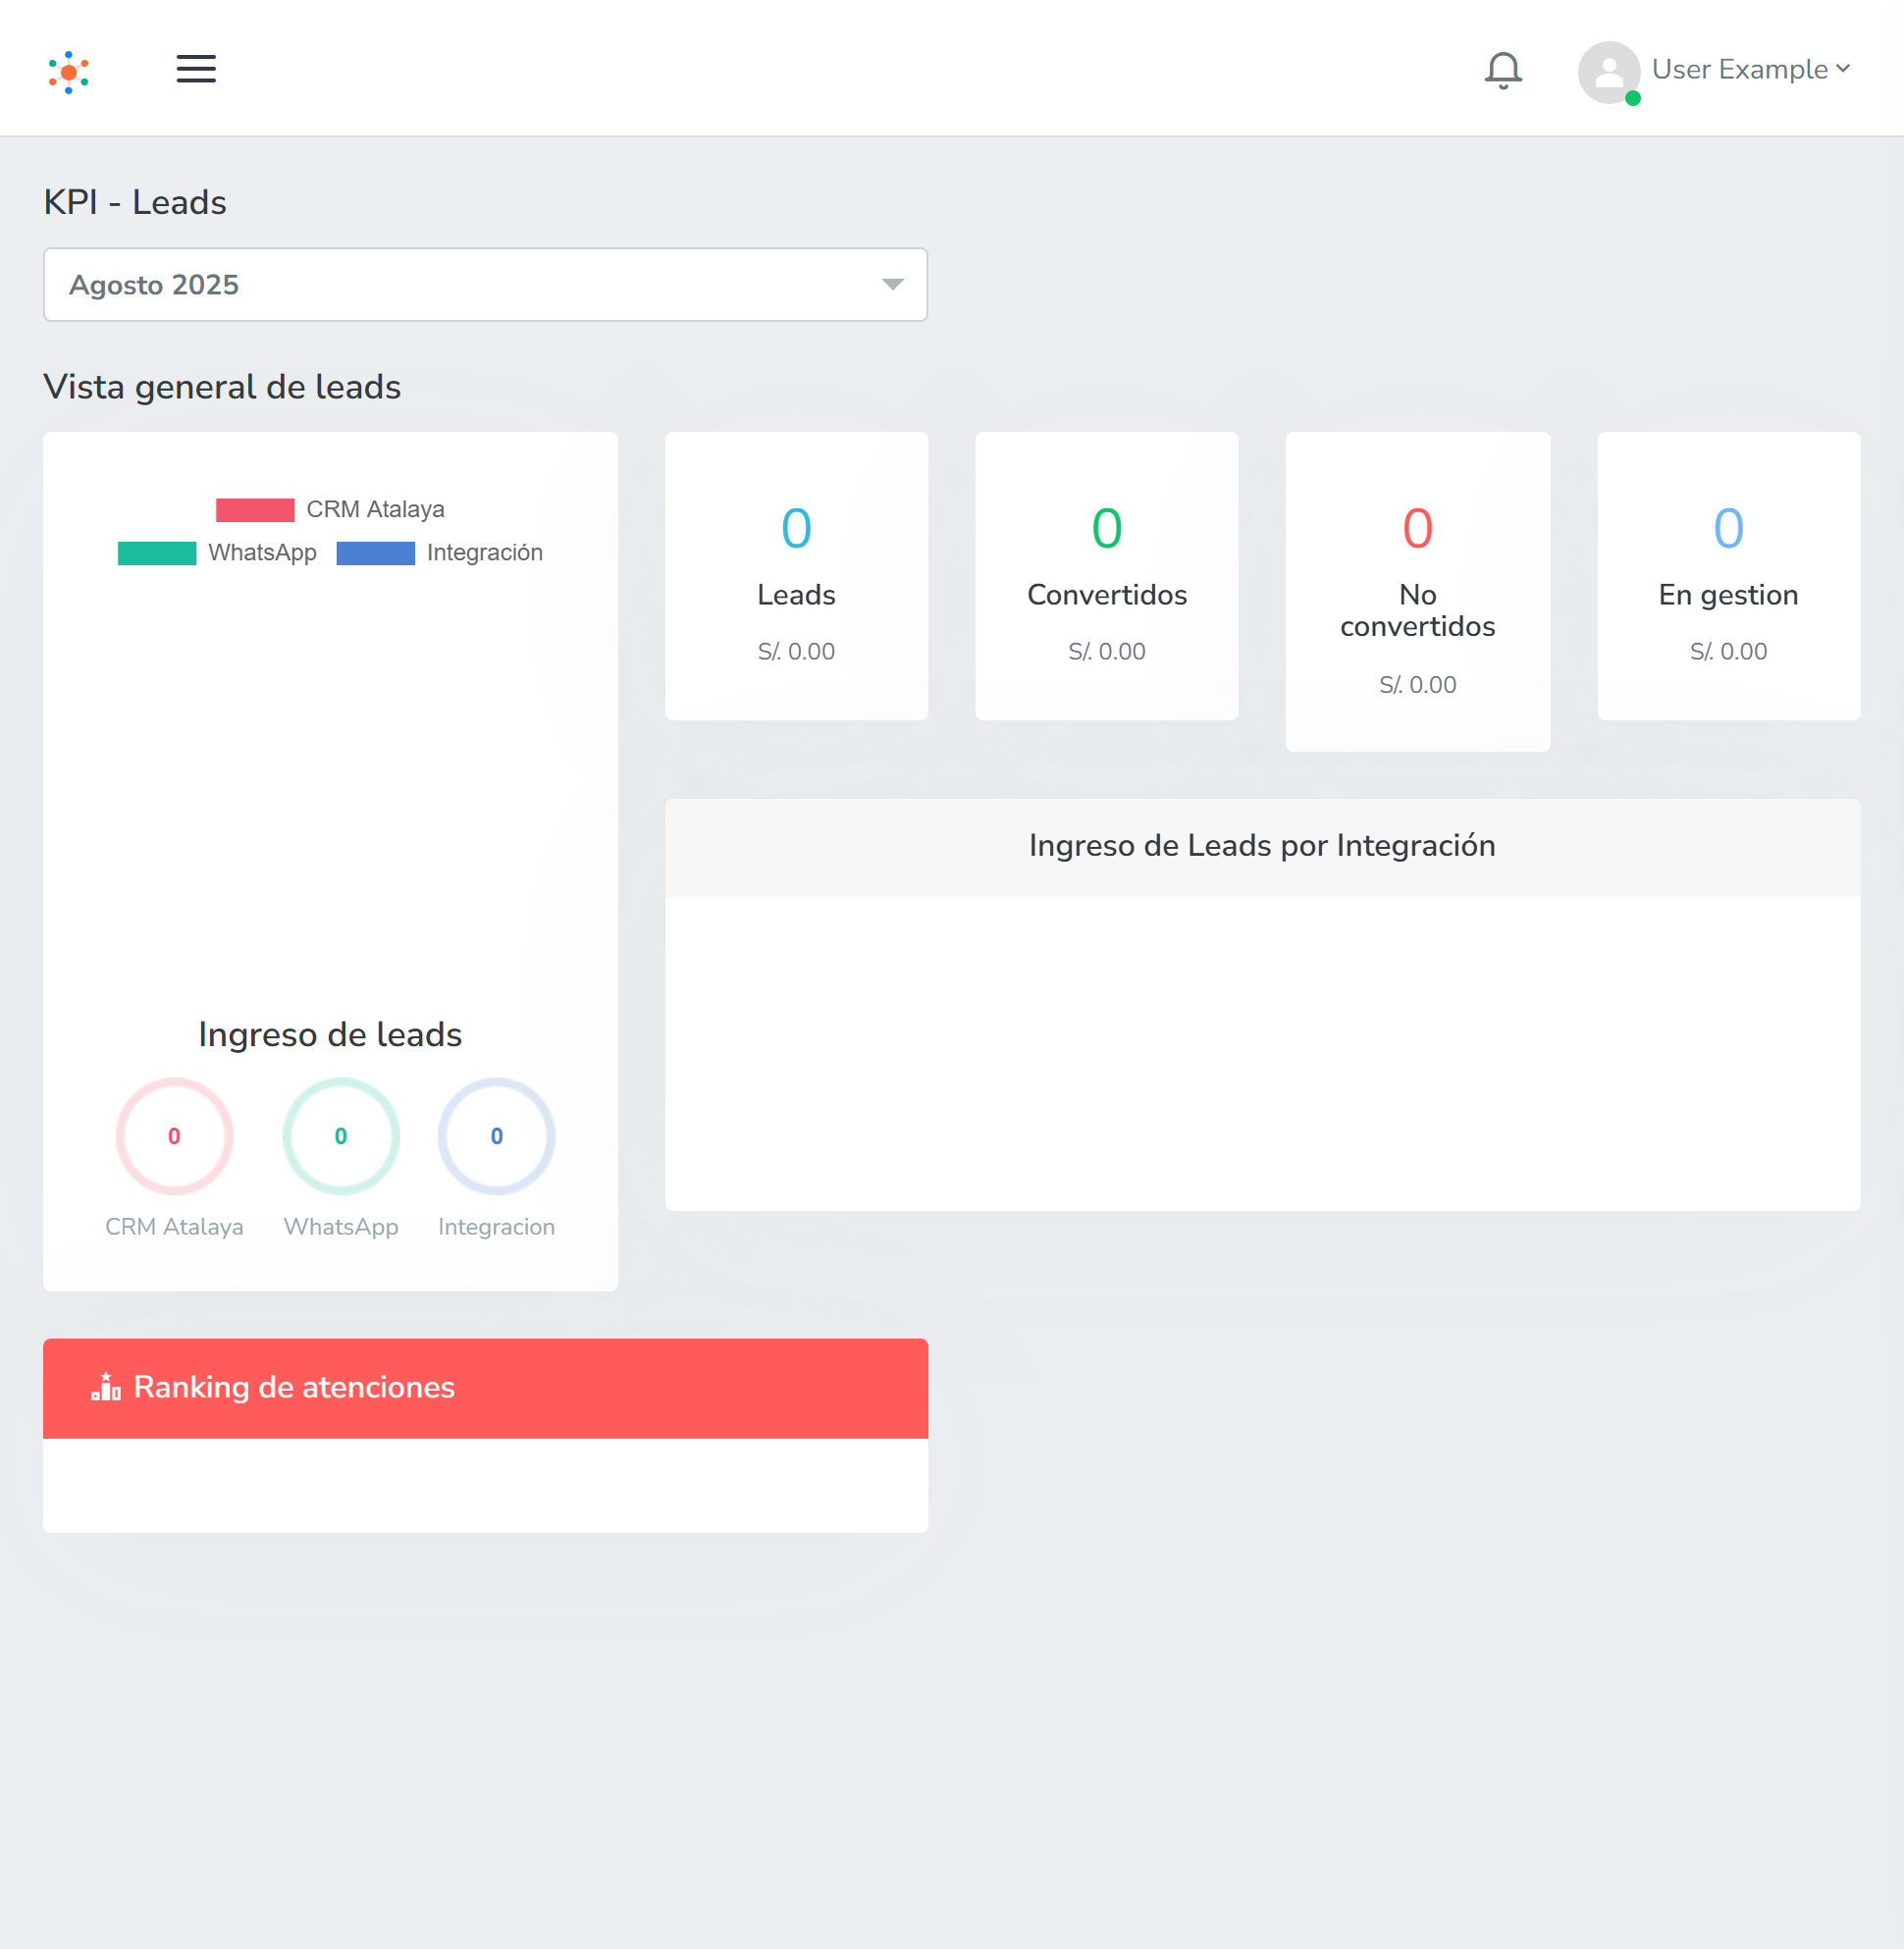 User Example
KPI - Leads
Agosto 2025
Vista general de leads
CRM Atalaya
WhatsApp Integración
0
Leads
S/. 0.00
0
Convertidos
S/. 0.00
0
No
convertidos
S/. 0.00
0
En gestion
S/. 0.00
Ingreso de Leads por Integración
Ingreso de leads
0
CRM Atalaya
0
WhatsApp
0
Integracion
Ranking de atenciones